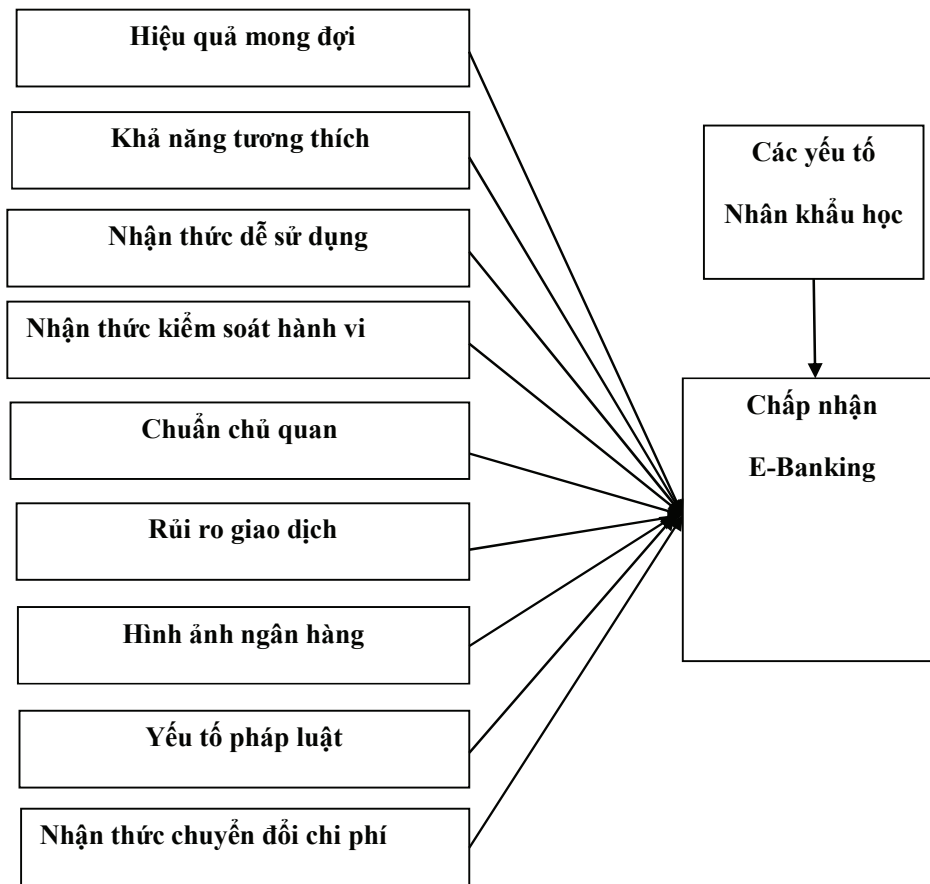 Hiệu quả mong đợi
Khả năng tương thích
Nhận thức dễ sử dụng
Nhận thức kiểm soát hành vi
Chuẩn chủ quan
Rủi ro giao dịch
Hình ảnh ngân hàng
Yếu tố pháp luật
Nhận thức chuyển đổi chi phí
Các yếu tố
Nhân khẩu học
Chấp nhận
E-Banking